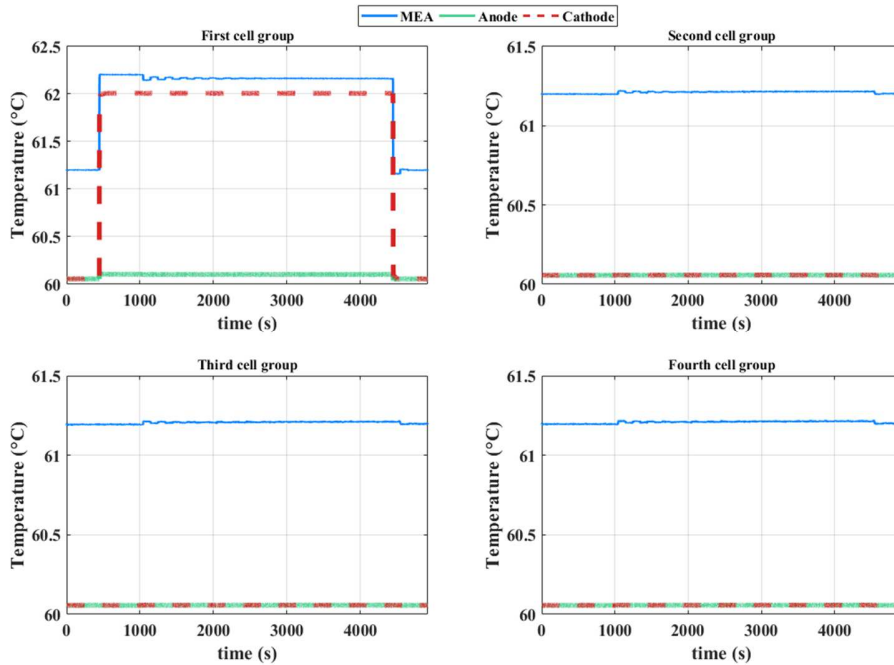 MEA Anode Cathode
First cell group
Temperature (°C)
62.5
62
61.5
61
60.5
60
0 1000 2000 3000 4000
time (s)
Second cell group
Temperature (°C)
61.5
61
60.5
60
0 1000 2000 3000 4000
time (s)
Third cell group
Temperature (°C)
61.5
61
60.5
60
0 1000 2000 3000 4000
time (s)
Fourth cell group
Temperature (°C)
61.5
61
60.5
60
0 1000 2000 3000 4000
time (s)